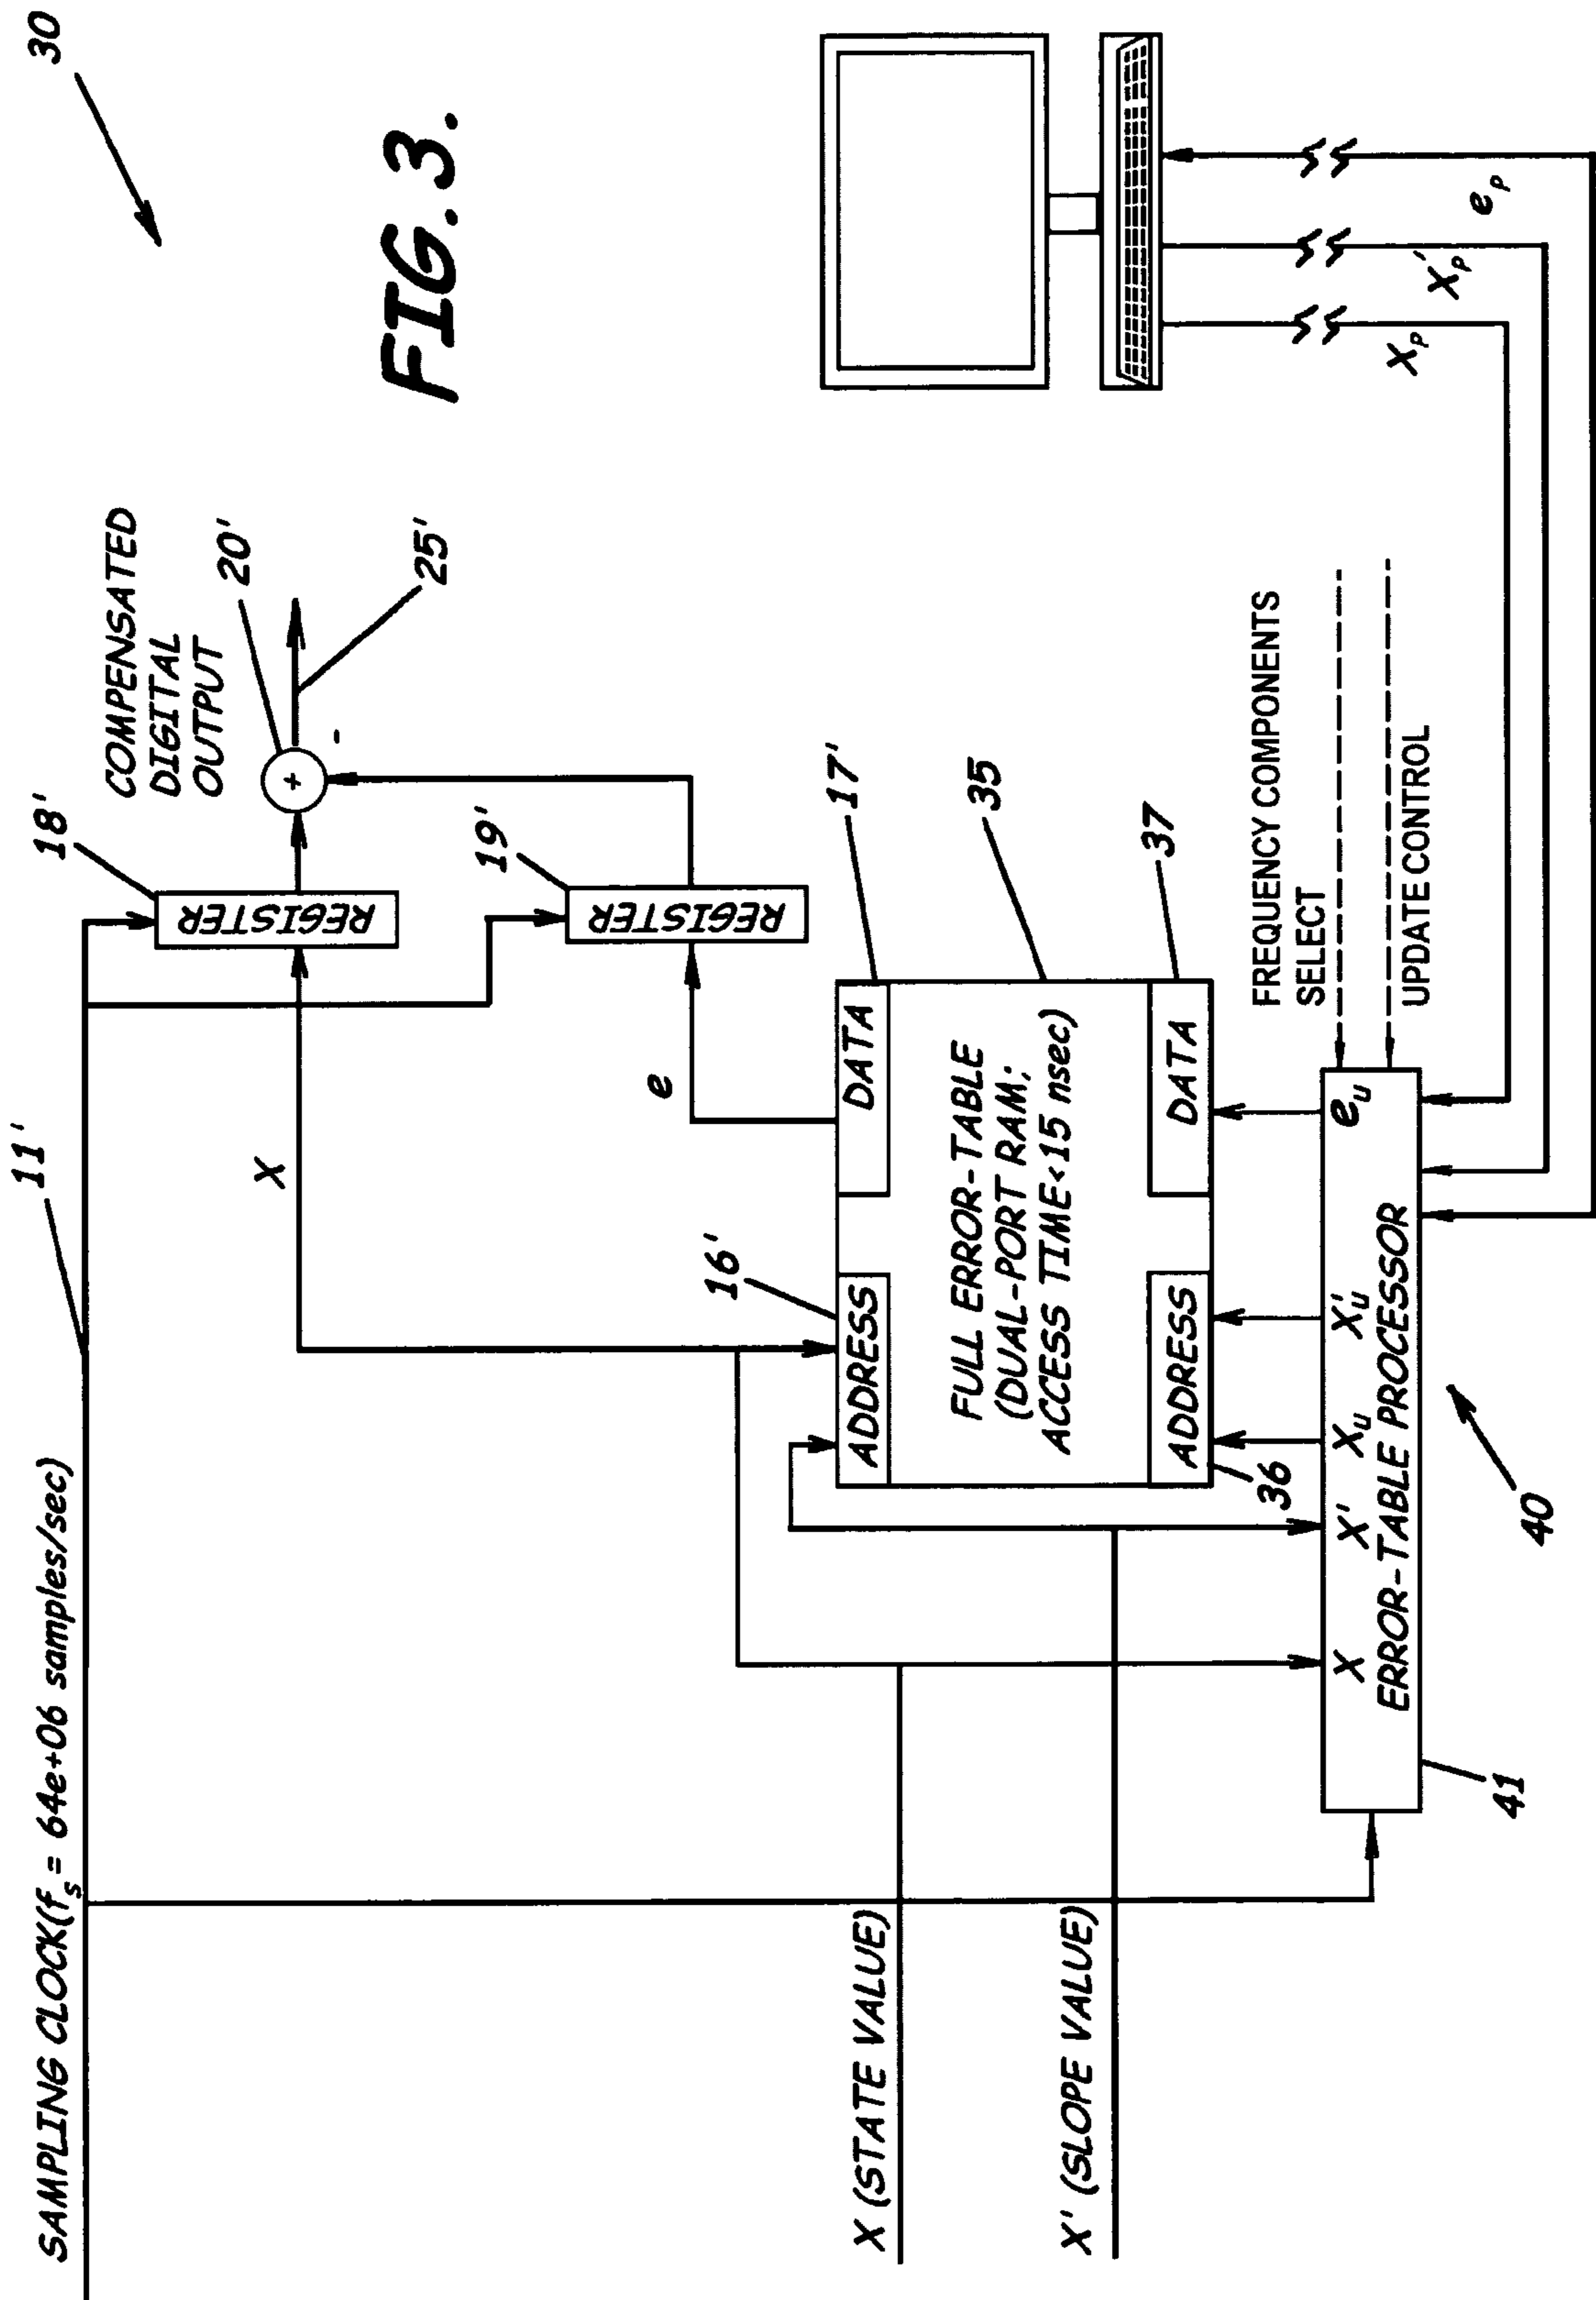 30
FIG. 3.
SAMPLING CLOCK(fs = 64e+06 samples/sec)
11'
18'
REGISTER
COMPENSATED
DIGITAL
OUTPUT
20'
+
-
25'
X
19'
REGISTER
e
X (STATE VALUE)
X' (SLOPE VALUE)
16'
ADDRESS
DATA
17'
FULL ERROR-TABLE
(DUAL-PORT RAM;
ACCESS TIME<15 nsec)
35
ADDRESS
DATA
36
37
X X' Xu X'u eu
ERROR-TABLE PROCESSOR
41
40
FREQUENCY COMPONENTS
SELECT
UPDATE CONTROL
Xp
Xp'
ep